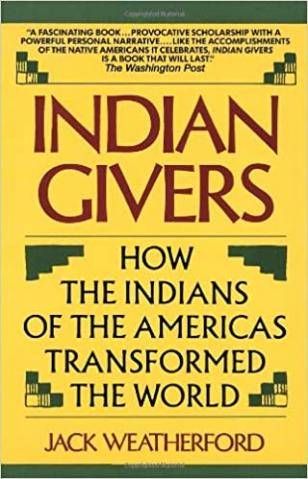 "A FASCINATING BOOK...PROVOCATIVE SCHOLARSHIP WITH
A POWERFUL PERSONAL NARRATIVE....LIKE THE ACCOMPLISHMENTS
OF THE NATIVE AMERICANS IT CELEBRATES, INDIAN GIVERS
IS A BOOK THAT WILL LAST."
The Washington Post
INDIAN
GIVERS
HOW
THE INDIANS
OF THE AMERICAS
TRANSFORMED
THE WORLD
JACK WEATHERFORD